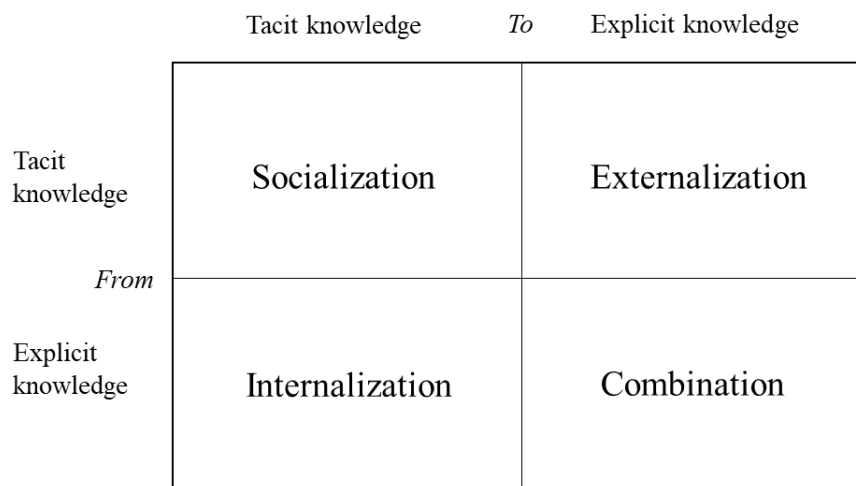 Tacit knowledge To Explicit knowledge
Tacit
knowledge
Socialization Externalization
From
Explicit
knowledge
Internalization Combination